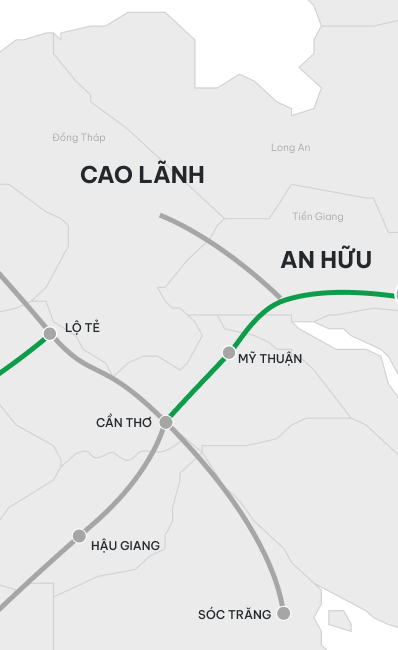 Đồng Tháp
Long An
CAO LÃNH
Tiền Giang
AN HỮU
LỘ TẺ
MỸ THUẬN
CẦN THƠ
HẬU GIANG
SÓC TRĂNG